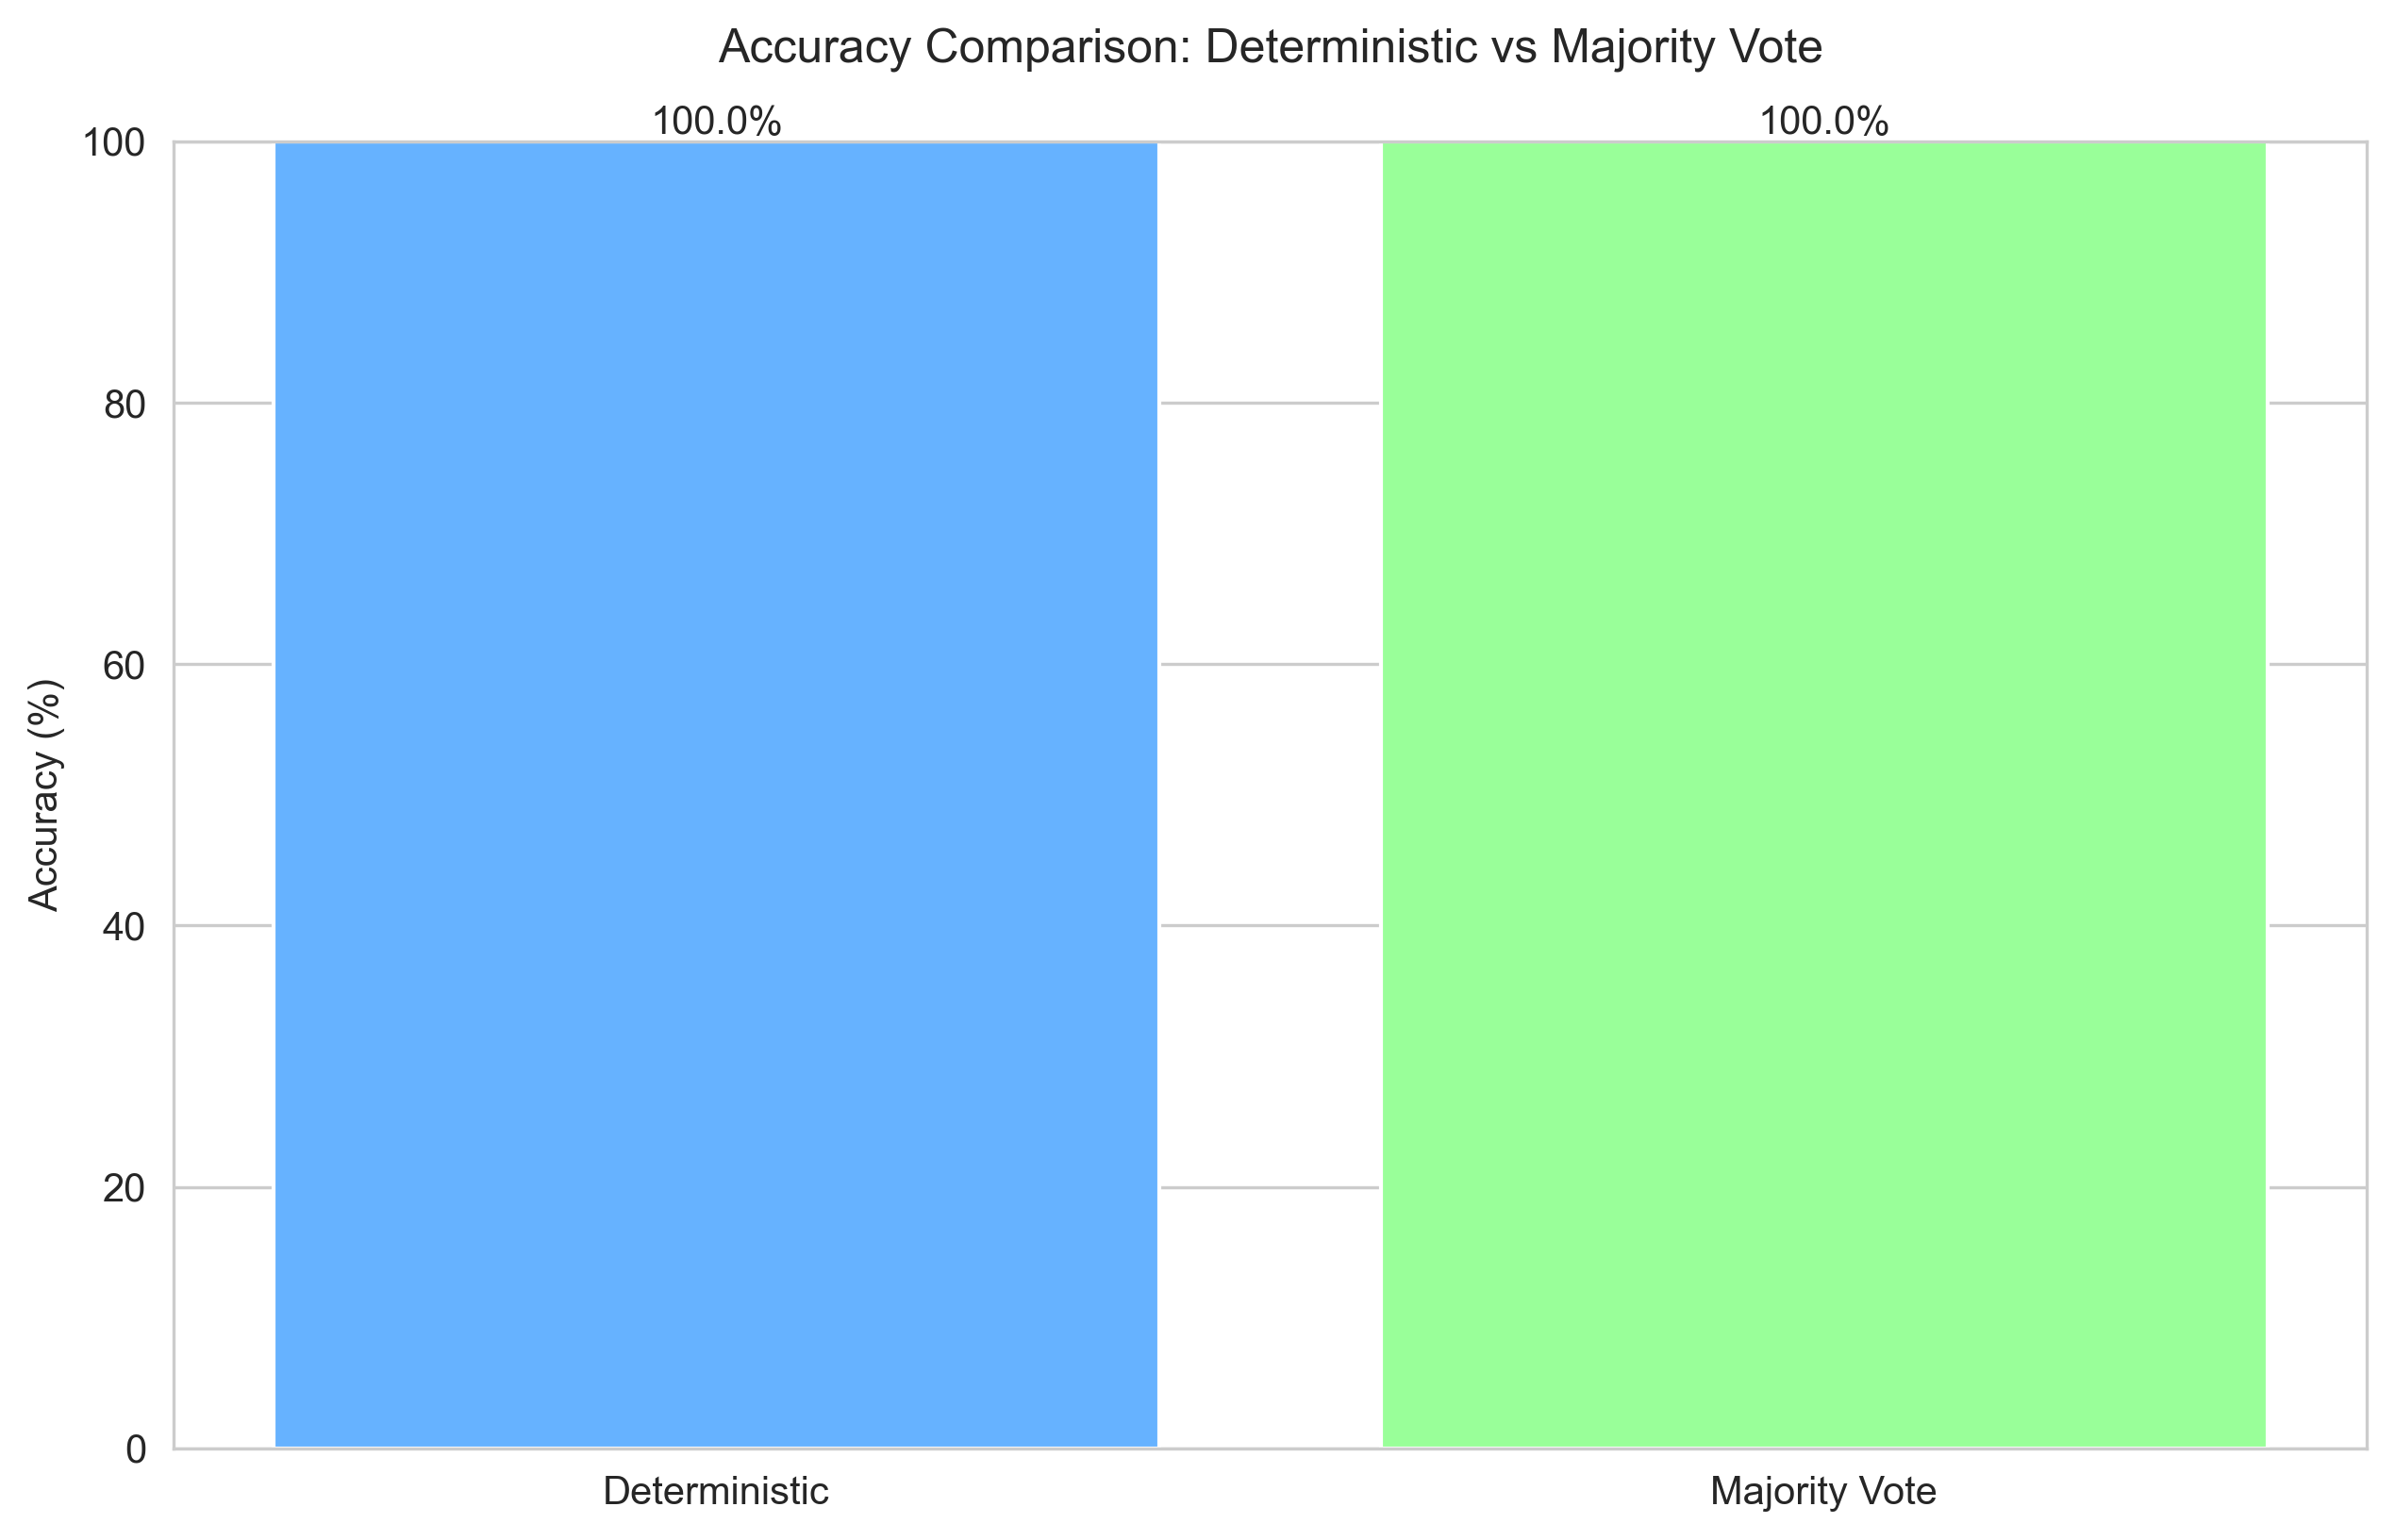 Accuracy Comparison: Deterministic vs Majority Vote
100.0%
100.0%
100
80
60
40
20
0
Accuracy (%)
Deterministic
Majority Vote